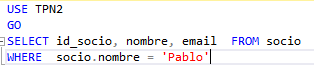 USE TPN2
GO
SELECT id_socio, nombre, email  FROM socio
WHERE  socio.nombre = 'Pablo'